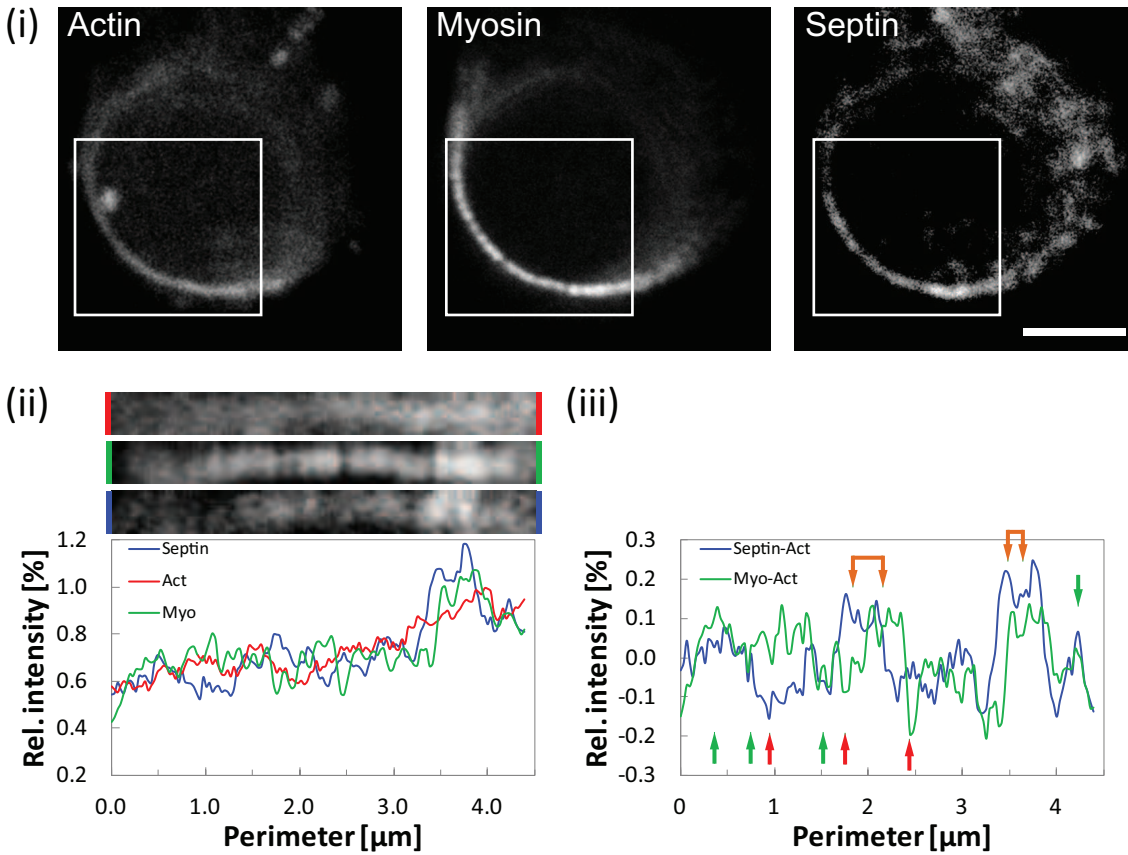 (i)
Actin
Myosin
Septin
(ii)
(iii)
Rel. intensity [%]
1.2
1.0
0.8
0.6
0.4
0.2
Septin
Act
Myo
0.0
1.0
2.0
3.0
4.0
Perimeter [µm]
Rel. intensity [%]
0.3
0.2
0.1
0.0
-0.1
-0.2
-0.3
Septin-Act
Myo-Act
0
1
2
3
4
Perimeter [µm]